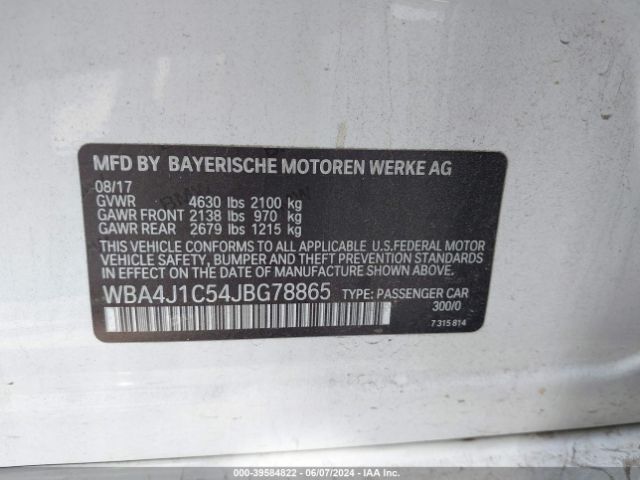 MFD BY BAYERISCHE MOTOREN WERKE AG
08/17
GVWR 4630 lbs 2100 kg
GAWR FRONT 2138 lbs 970 kg
GAWR REAR 2679 lbs 1215 kg
THIS VEHICLE CONFORMS TO ALL APPLICABLE U.S.FEDERAL MOTOR
VEHICLE SAFETY, BUMPER AND THEFT PREVENTION STANDARDS
IN EFFECT ON THE DATE OF MANUFACTURE SHOWN ABOVE.
WBA4J1C54JBG78865 TYPE: PASSENGER CAR
300/0
7 315 814
000-39584822 - 06/07/2024 - IAA Inc.